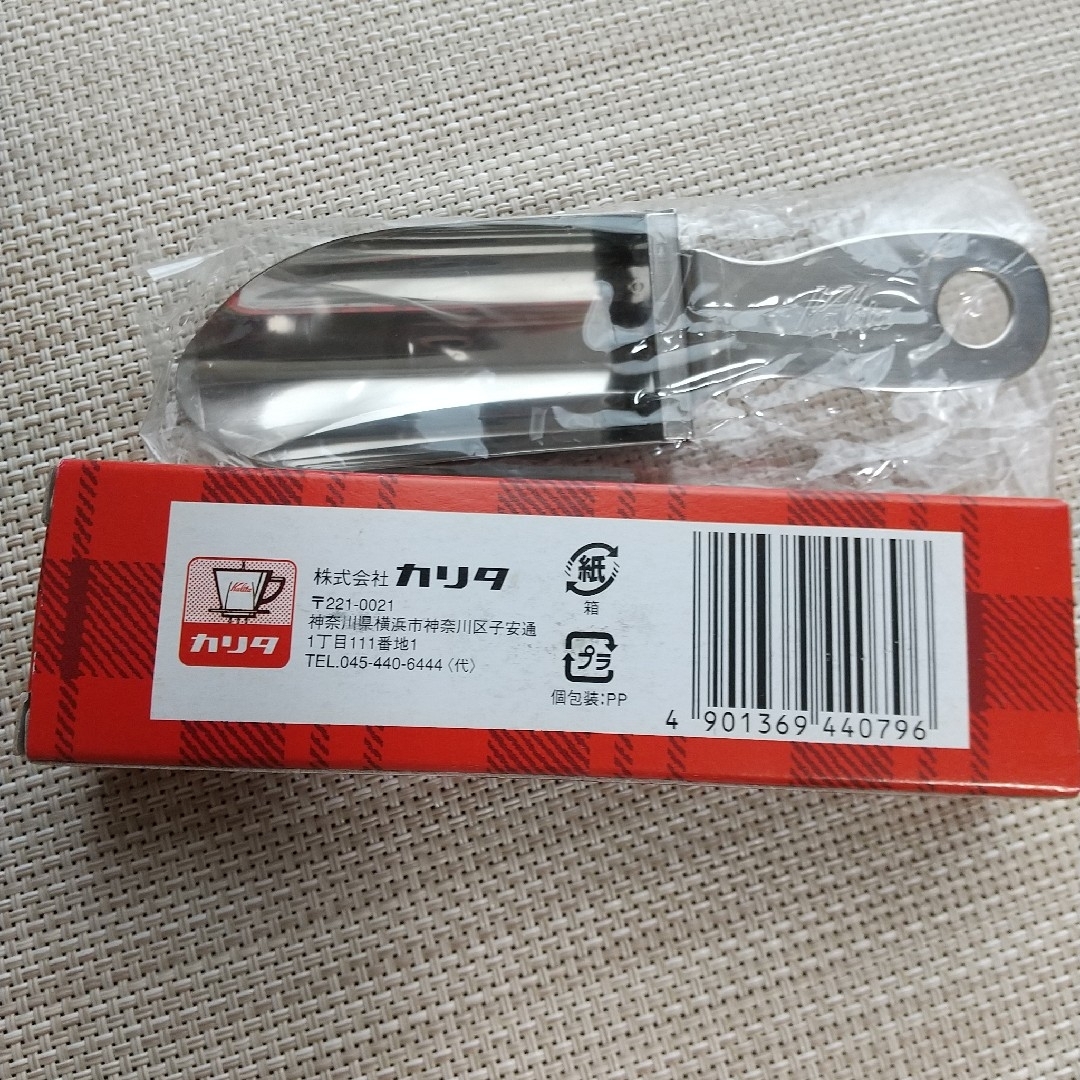 Kalita
カリタ
株式会社 カリタ
〒221-0021
神奈川県横浜市神奈川区子安通
1丁目111番地1
TEL.045-440-6444〈代〉
紙
箱
プラ
個包装:PP
4 901369 440796